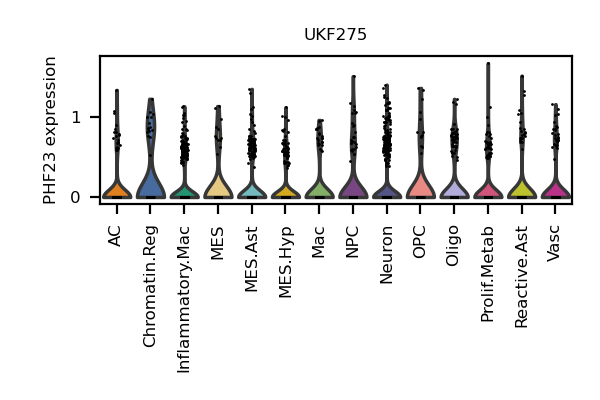 UKF275
PHF23 expression
1
0
AC
Chromatin.Reg
Inflammatory.Mac
MES
MES.Ast
MES.Hyp
Mac
NPC
Neuron
OPC
Oligo
Prolif.Metab
Reactive.Ast
Vasc